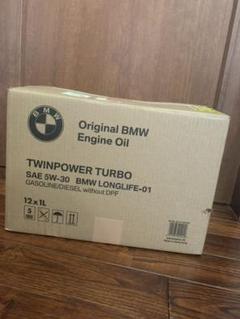 BMW
Original BMW
Engine Oil
TWINPOWER TURBO
SAE 5W-30 BMW LONGLIFE-01
GASOLINE/DIESEL without DPF
12 x 1L
5